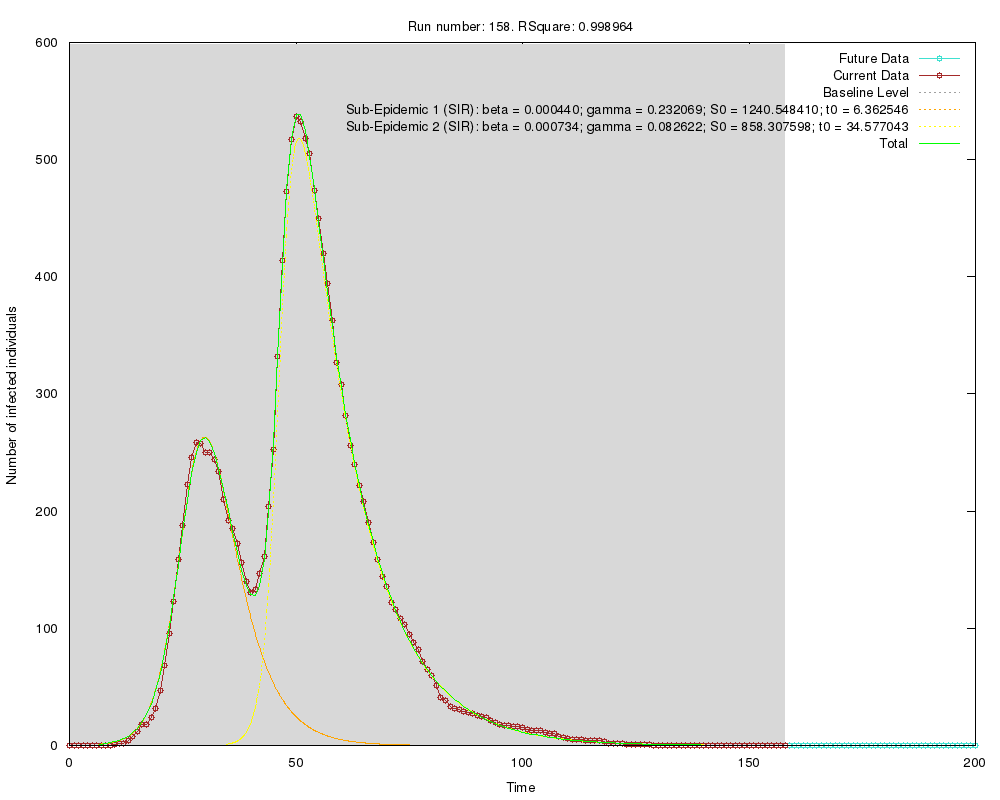 Run number: 158. RSquare: 0.998964
600
500
400
300
200
100
0
Number of infected individuals
Future Data
Current Data
Baseline Level
Sub-Epidemic 1 (SIR): beta = 0.000440; gamma = 0.232069; S0 = 1240.548410; t0 = 6.362546
Sub-Epidemic 2 (SIR): beta = 0.000734; gamma = 0.082622; S0 = 858.307598; t0 = 34.577043
Total
0 50 100 150 200
Time